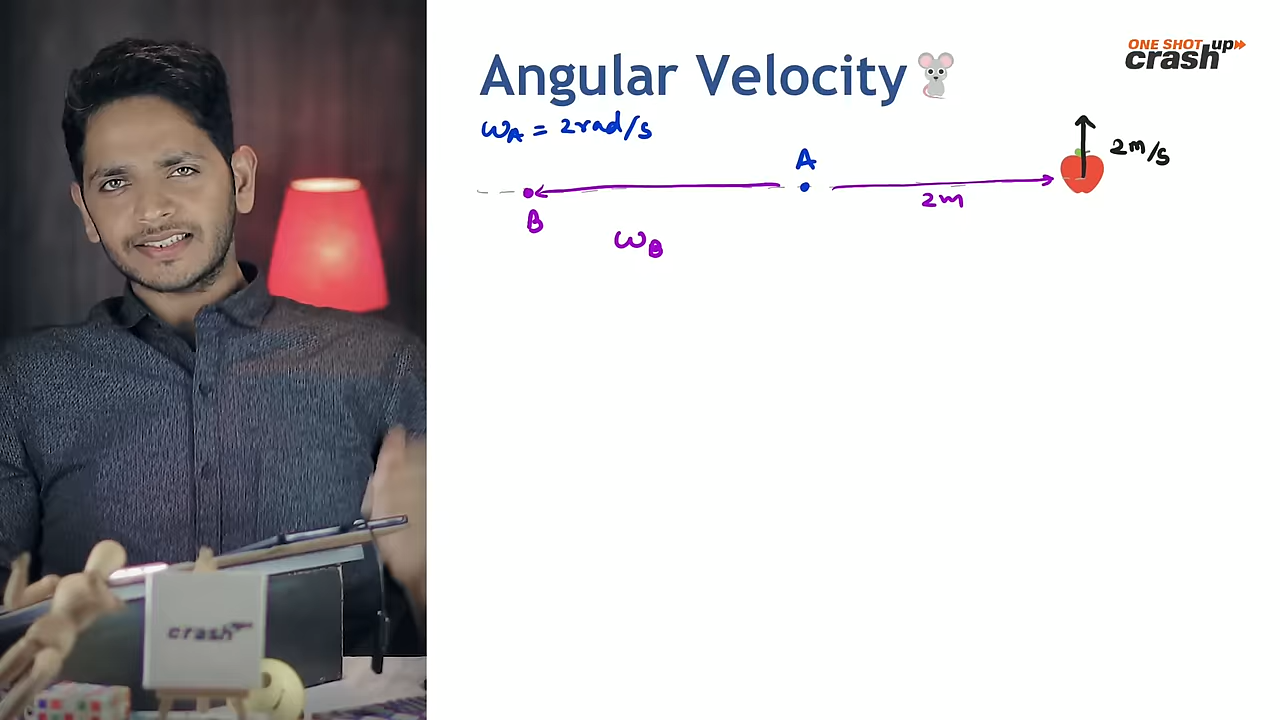 Angular Velocity
ONE SHOT up
crash
ωA = 2rad/s
A
2m/s
B
2m
ωB
crash